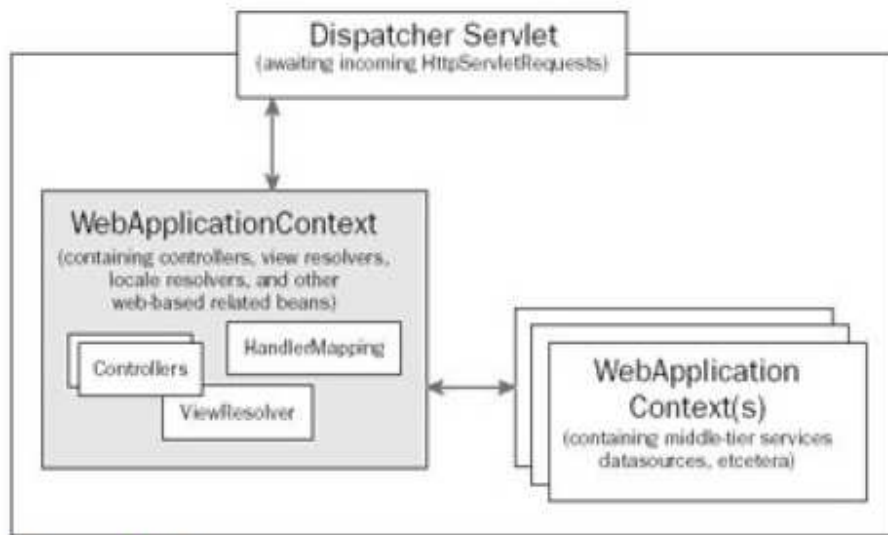 Dispatcher Servlet
(awaiting incoming HttpServletRequests)
WebApplicationContext
(containing controllers, view resolvers,
locale resolvers, and other
web-based related beans)
HandlerMapping
Controllers
ViewResolver
WebApplication
Context(s)
(containing middle-tier services
datasources, etcetera)